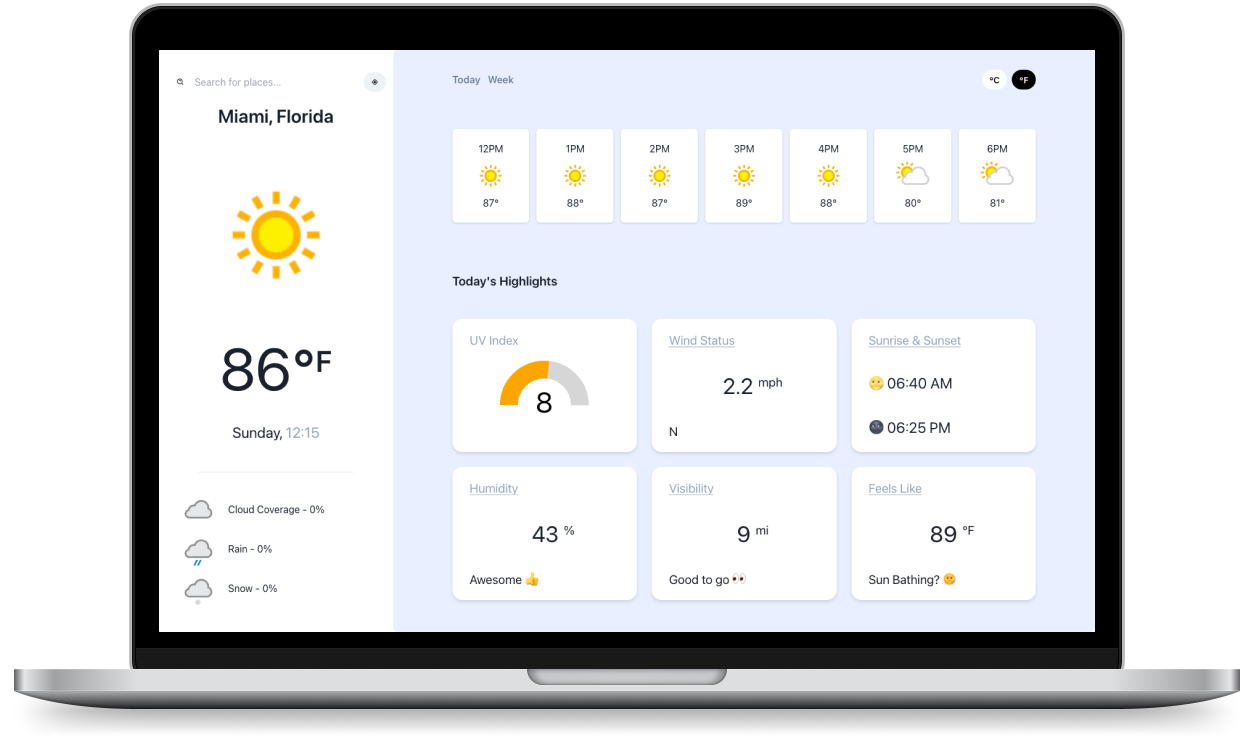 Search for places...
Miami, Florida
86°F
Sunday, 12:15
Cloud Coverage - 0%
Rain - 0%
Snow - 0%
Today Week
°C °F
12PM 1PM 2PM 3PM 4PM 5PM 6PM
87° 88° 87° 89° 88° 80° 81°
Today's Highlights
UV Index
8
Wind Status
2.2 mph
N
Sunrise & Sunset
06:40 AM
06:25 PM
Humidity
43 %
Awesome 👍
Visibility
9 mi
Good to go 👀
Feels Like
89 °F
Sun Bathing?